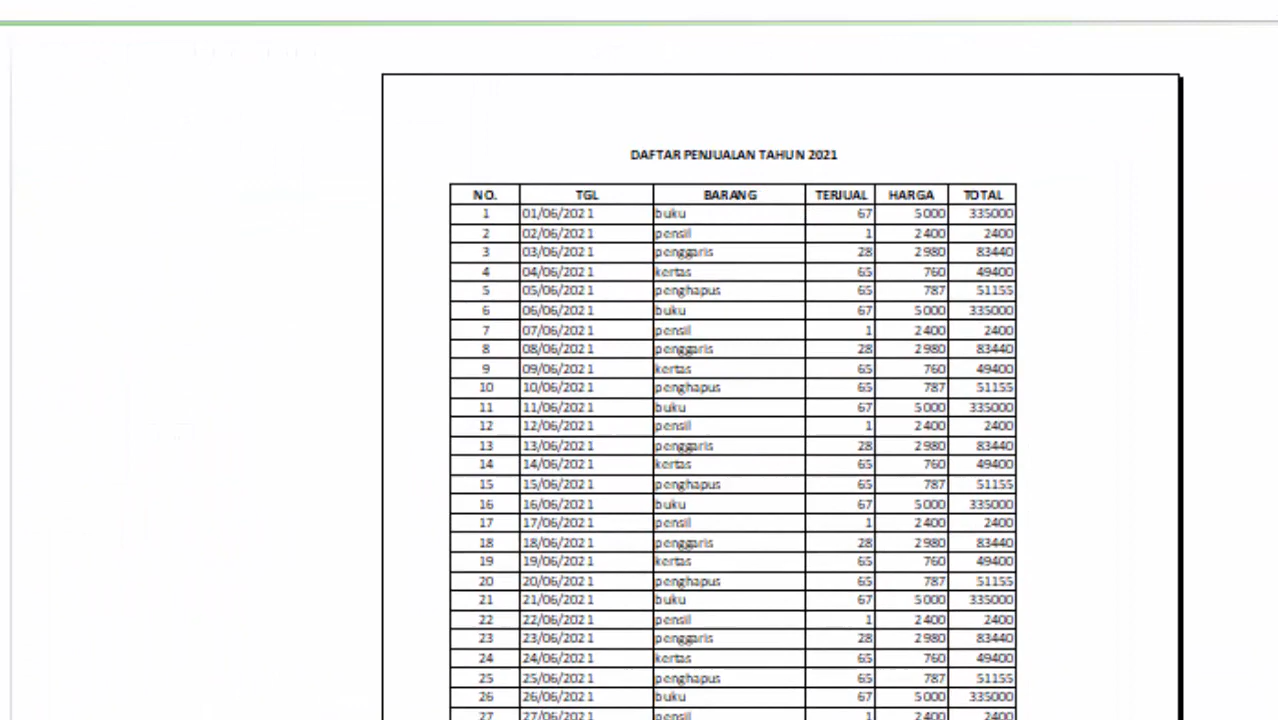 DAFTAR PENJUALAN TAHUN 2021
NO. TGL BARANG TERJUAL HARGA TOTAL
1 01/06/2021 buku 67 5000 335000
2 02/06/2021 pensil 1 2400 2400
3 03/06/2021 penggaris 28 2980 83440
4 04/06/2021 kertas 65 760 49400
5 05/06/2021 penghapus 65 787 51155
6 06/06/2021 buku 67 5000 335000
7 07/06/2021 pensil 1 2400 2400
8 08/06/2021 penggaris 28 2980 83440
9 09/06/2021 kertas 65 760 49400
10 10/06/2021 penghapus 65 787 51155
11 11/06/2021 buku 67 5000 335000
12 12/06/2021 pensil 1 2400 2400
13 13/06/2021 penggaris 28 2980 83440
14 14/06/2021 kertas 65 760 49400
15 15/06/2021 penghapus 65 787 51155
16 16/06/2021 buku 67 5000 335000
17 17/06/2021 pensil 1 2400 2400
18 18/06/2021 penggaris 28 2980 83440
19 19/06/2021 kertas 65 760 49400
20 20/06/2021 penghapus 65 787 51155
21 21/06/2021 buku 67 5000 335000
22 22/06/2021 pensil 1 2400 2400
23 23/06/2021 penggaris 28 2980 83440
24 24/06/2021 kertas 65 760 49400
25 25/06/2021 penghapus 65 787 51155
26 26/06/2021 buku 67 5000 335000
27 27/06/2021 pensil 1 2400 2400